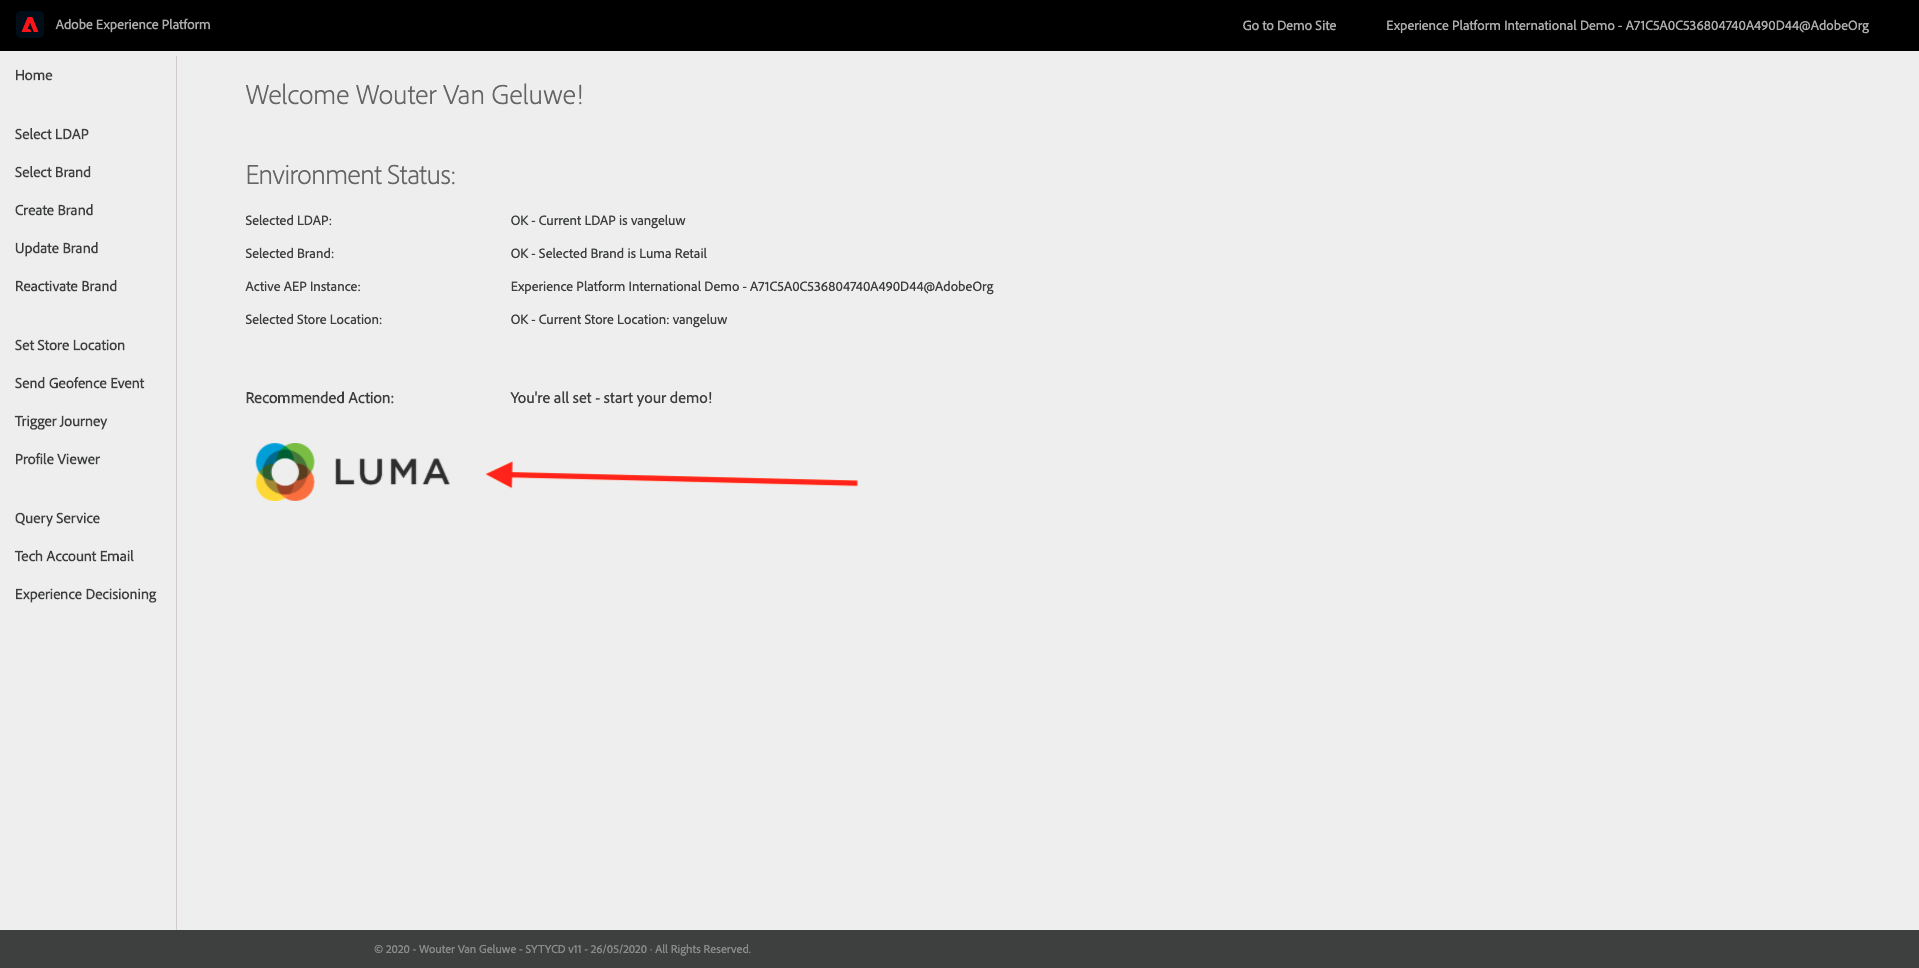 Adobe Experience Platform
Go to Demo Site
Experience Platform International Demo - A71C5A0C536804740A490D44@AdobeOrg
Home
Select LDAP
Select Brand
Create Brand
Update Brand
Reactivate Brand
Set Store Location
Send Geofence Event
Trigger Journey
Profile Viewer
Query Service
Tech Account Email
Experience Decisioning
Welcome Wouter Van Geluwe!
Environment Status:
Selected LDAP: OK - Current LDAP is vangeluw
Selected Brand: OK - Selected Brand is Luma Retail
Active AEP Instance: Experience Platform International Demo - A71C5A0C536804740A490D44@AdobeOrg
Selected Store Location: OK - Current Store Location: vangeluw
Recommended Action: You're all set - start your demo!
LUMA
© 2020 - Wouter Van Geluwe - SYTYCD v11 - 26/05/2020 · All Rights Reserved.